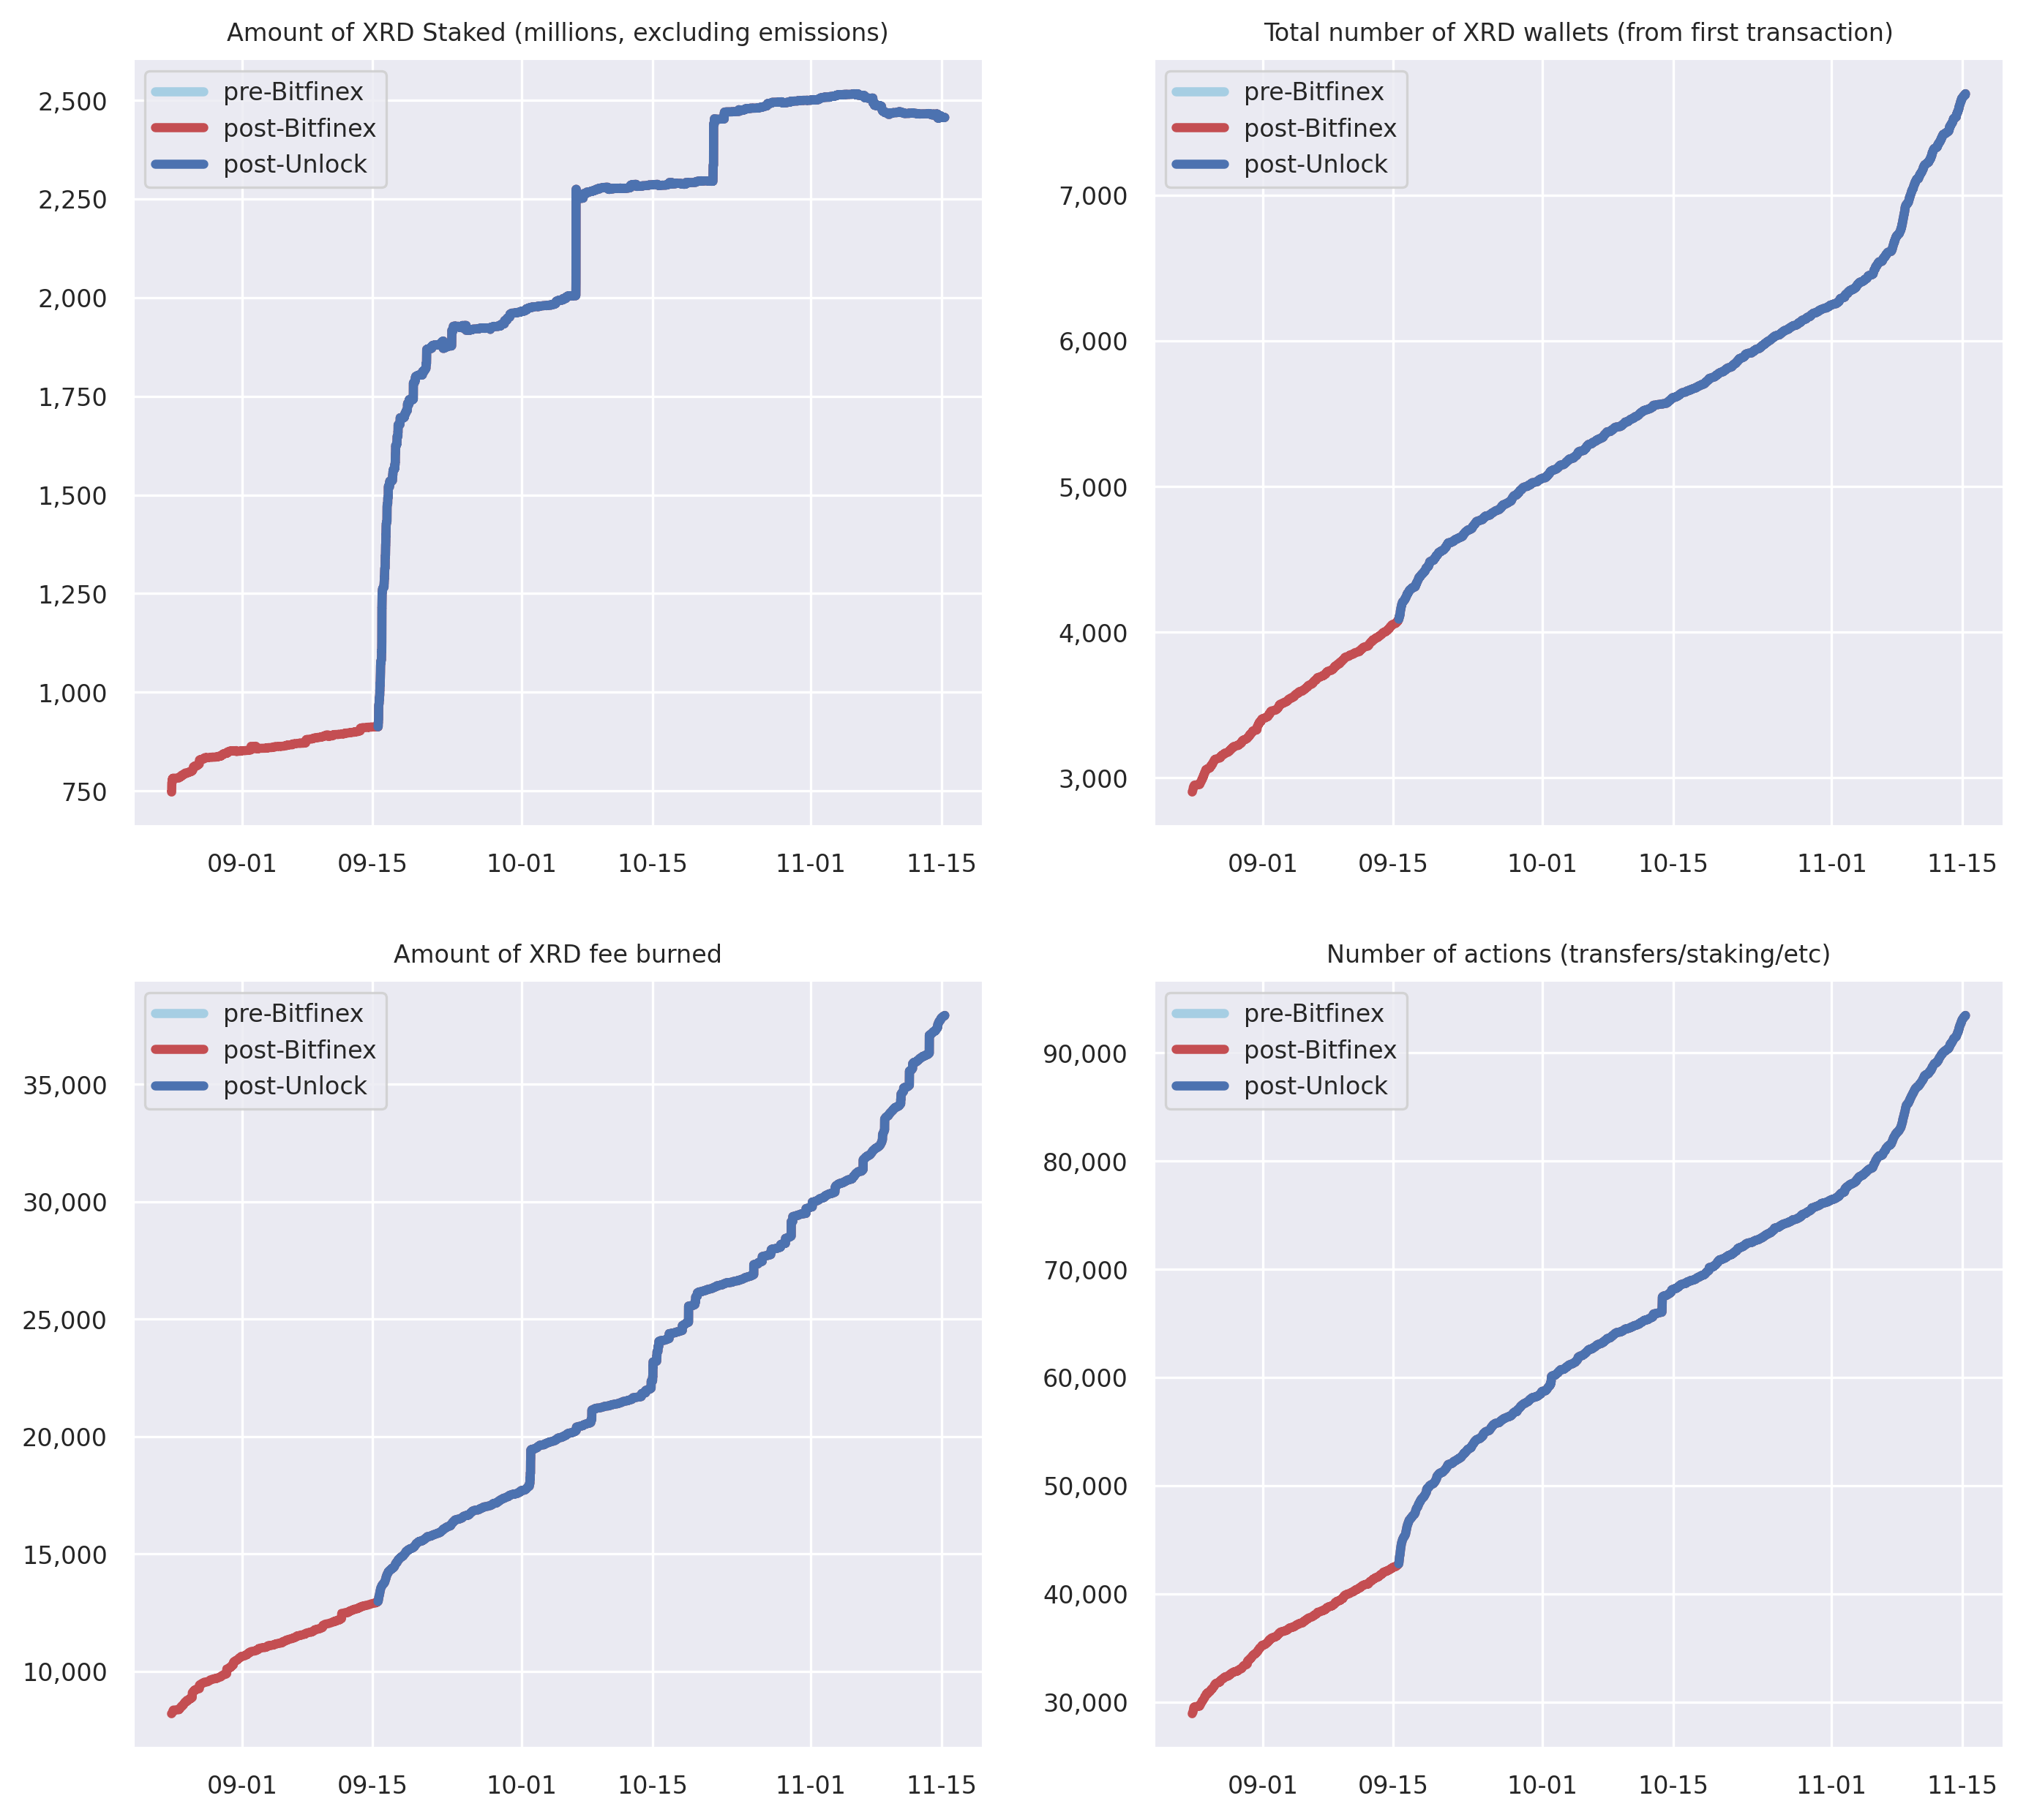 Amount of XRD Staked (millions, excluding emissions)
pre-Bitfinex
post-Bitfinex
post-Unlock
2,500
2,250
2,000
1,750
1,500
1,250
1,000
750
09-01 09-15 10-01 10-15 11-01 11-15
Total number of XRD wallets (from first transaction)
pre-Bitfinex
post-Bitfinex
post-Unlock
7,000
6,000
5,000
4,000
3,000
09-01 09-15 10-01 10-15 11-01 11-15
Amount of XRD fee burned
pre-Bitfinex
post-Bitfinex
post-Unlock
35,000
30,000
25,000
20,000
15,000
10,000
09-01 09-15 10-01 10-15 11-01 11-15
Number of actions (transfers/staking/etc)
pre-Bitfinex
post-Bitfinex
post-Unlock
90,000
80,000
70,000
60,000
50,000
40,000
30,000
09-01 09-15 10-01 10-15 11-01 11-15